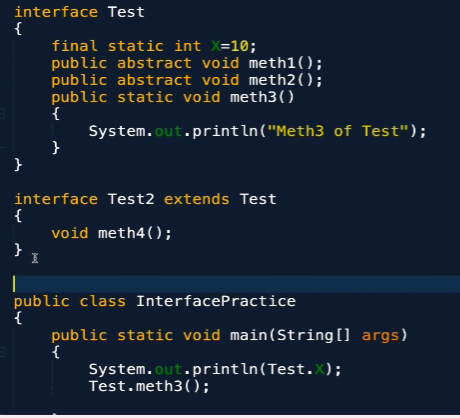 interface Test
{
    final static int X=10;
    public abstract void meth1();
    public abstract void meth2();
    public static void meth3()
    {
        System.out.println("Meth3 of Test");
    }
}
interface Test2 extends Test
{
    void meth4();
}
public class InterfacePractice
{
    public static void main(String[] args)
    {
        System.out.println(Test.X);
        Test.meth3();